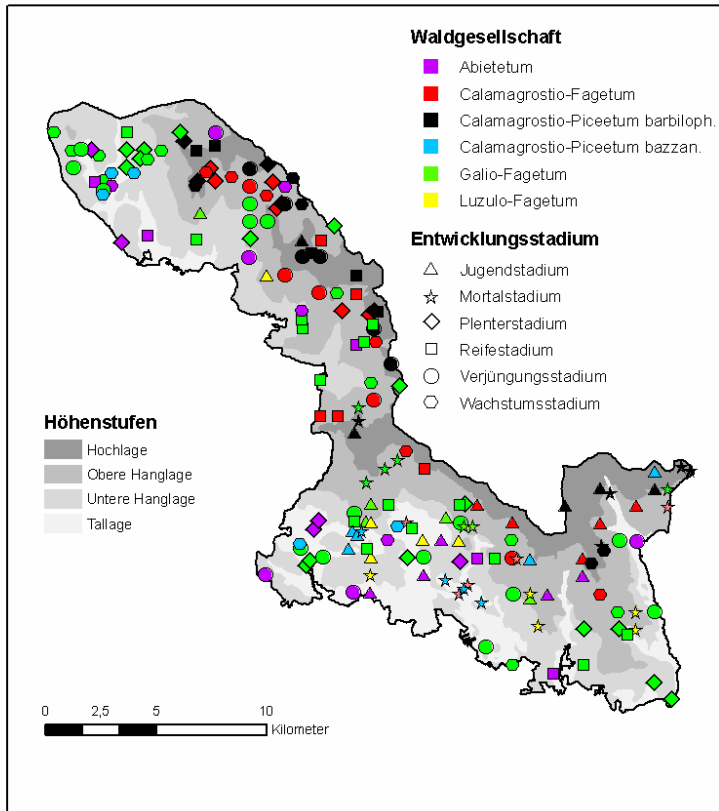 Waldgesellschaft
Abietetum
Calamagrostio-Fagetum
Calamagrostio-Piceetum barbiloph.
Calamagrostio-Piceetum bazzan.
Galio-Fagetum
Luzulo-Fagetum
Entwicklungsstadium
Jugendstadium
Mortalstadium
Plenterstadium
Reifestadium
Verjüngungsstadium
Wachstumsstadium
Höhenstufen
Hochlage
Obere Hanglage
Untere Hanglage
Tallage
0 2,5 5 10
Kilometer